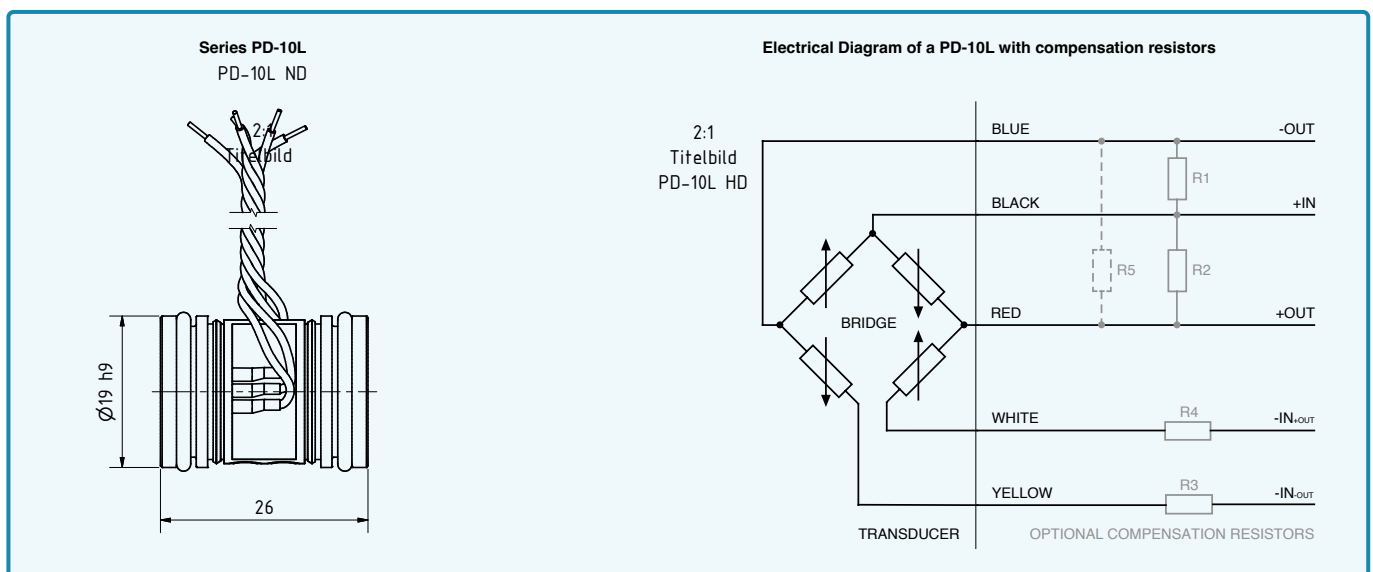 Series PD-10L
PD-10L ND
2:1
Titelbild
Ø19 h9
26
Electrical Diagram of a PD-10L with compensation resistors
2:1
Titelbild
PD-10L HD
BLUE
-OUT
R1
BLACK
+IN
R5
R2
BRIDGE
RED
+OUT
WHITE
R4
-IN+OUT
YELLOW
R3
-IN-OUT
TRANSDUCER
OPTIONAL COMPENSATION RESISTORS